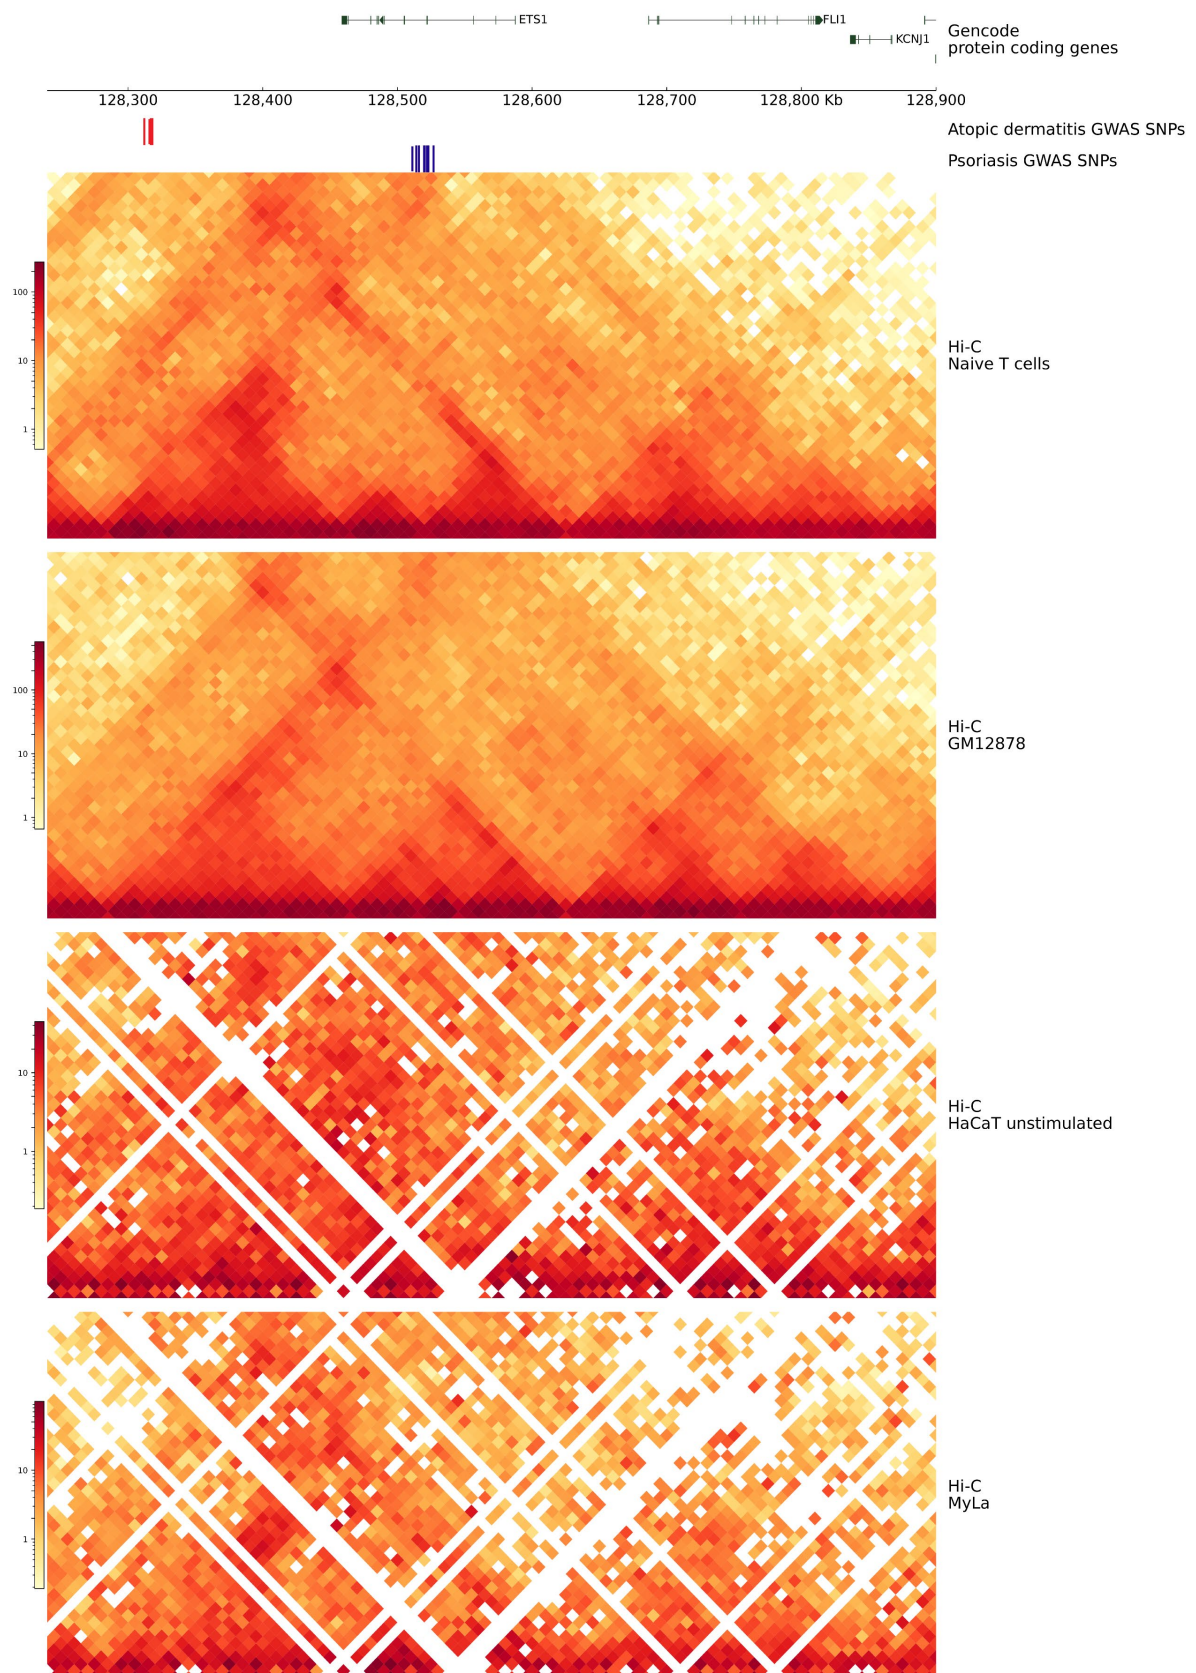 ETS1
FLI1
KCNJ1
Gencode
protein coding genes
128,300 128,400 128,500 128,600 128,700 128,800 Kb 128,900
Atopic dermatitis GWAS SNPs
Psoriasis GWAS SNPs
100
10
1
Hi-C
Naive T cells
100
10
1
Hi-C
GM12878
10
1
Hi-C
HaCaT unstimulated
10
1
Hi-C
MyLa